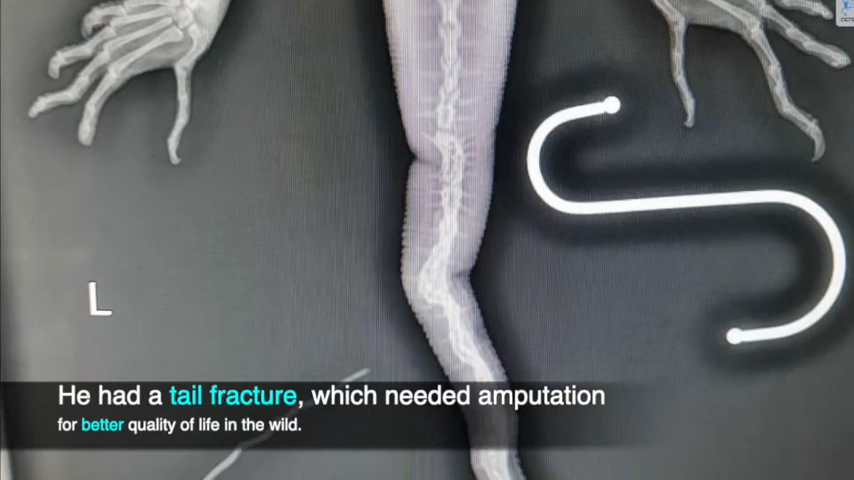 L
He had a tail fracture, which needed amputation
for better quality of life in the wild.